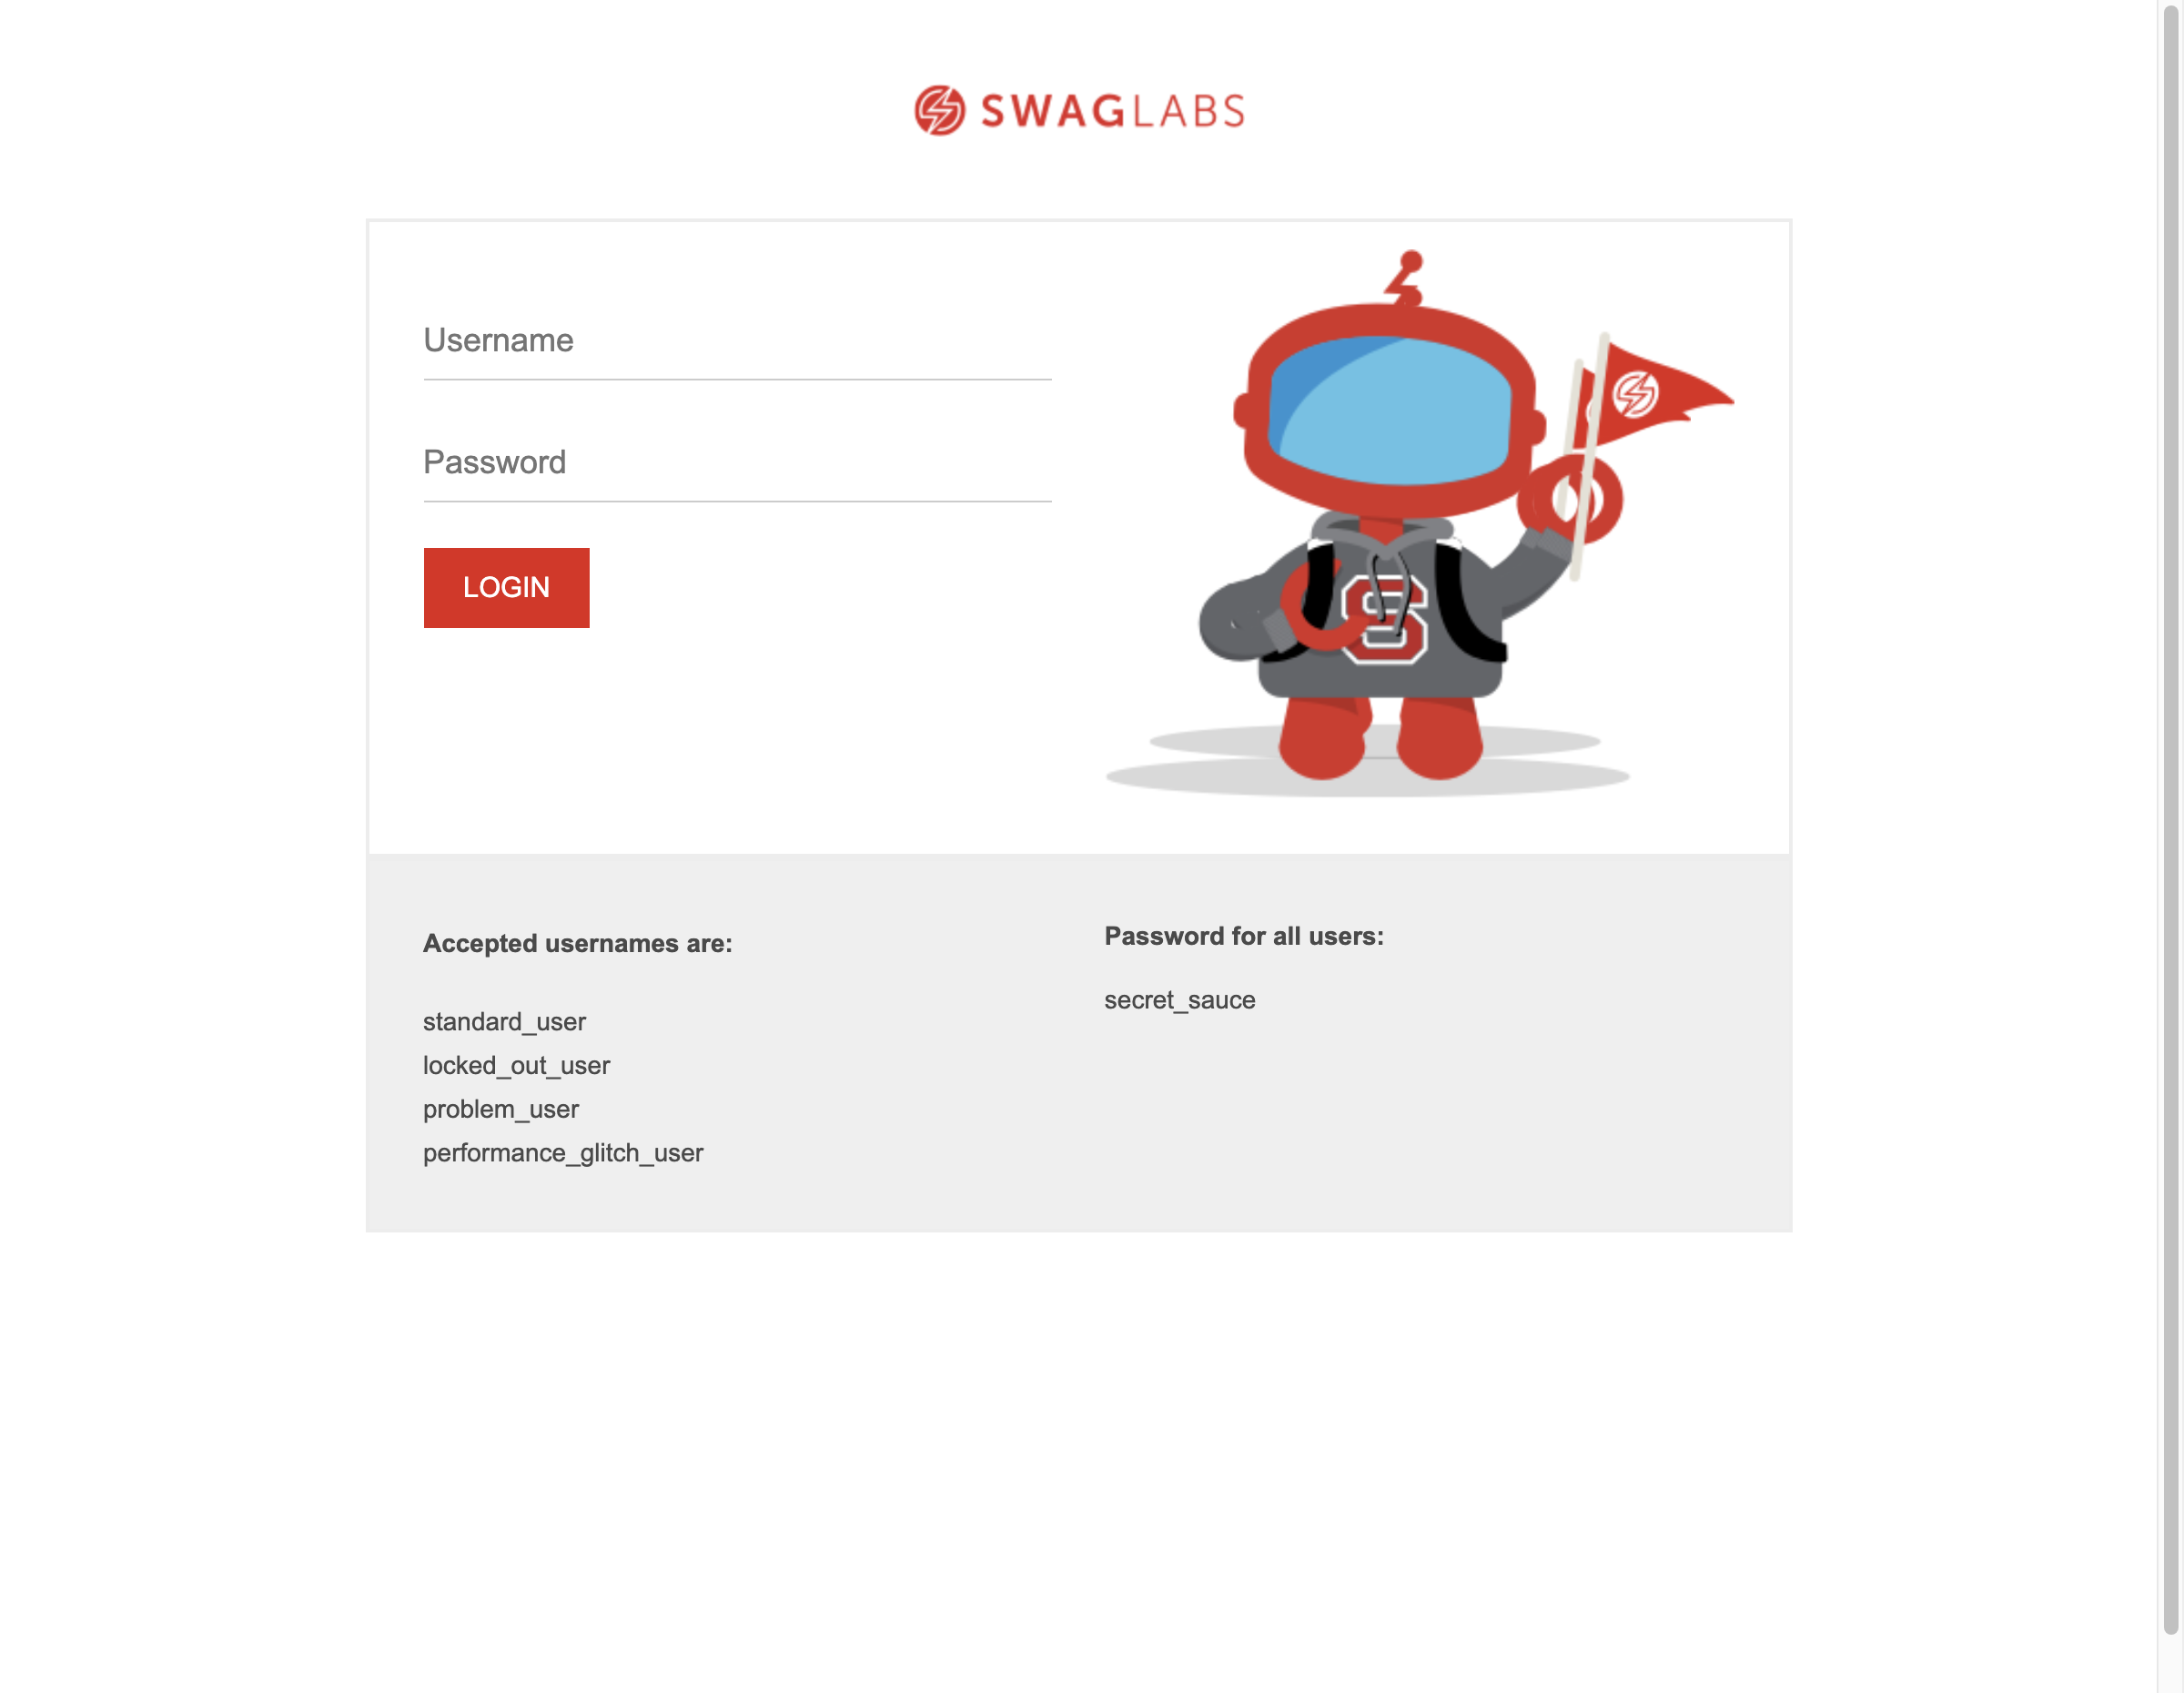 SWAGLABS
Username
Password
LOGIN
S
Accepted usernames are:
standard_user
locked_out_user
problem_user
performance_glitch_user
Password for all users:
secret_sauce